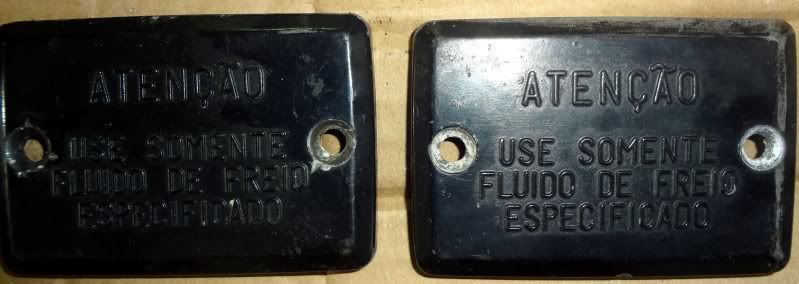 ATENÇÃO
USE SOMENTE
FLUIDO DE FREIO
ESPECIFICADO
ATENÇÃO
USE SOMENTE
FLUIDO DE FREIO
ESPECIFICADO